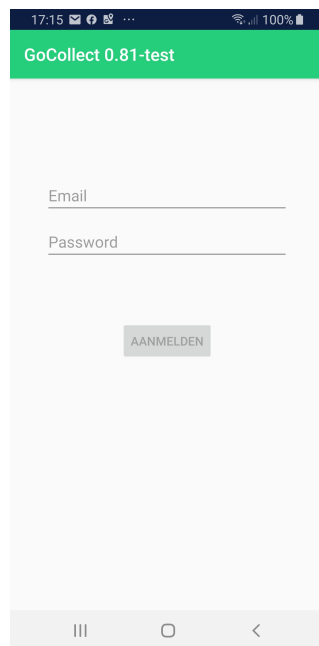 17:15 ... 100%
GoCollect 0.81-test
Email
Password
AANMELDEN